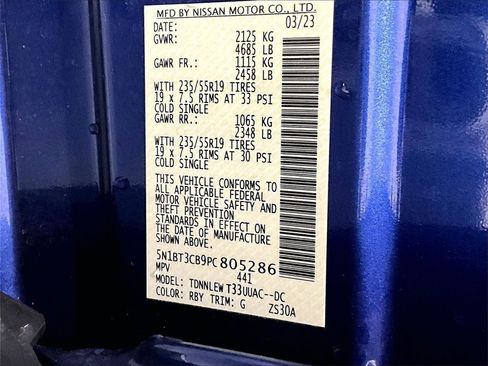 MFD BY NISSAN MOTOR CO., LTD.
DATE: 03/23
GVWR: 2125 KG
4685 LB
GAWR FR.: 1115 KG
2458 LB
WITH 235/55R19 TIRES
19 x 7.5 RIMS AT 33 PSI
COLD SINGLE
GAWR RR.: 1065 KG
2348 LB
WITH 235/55R19 TIRES
19 x 7.5 RIMS AT 30 PSI
COLD SINGLE
THIS VEHICLE CONFORMS TO
ALL APPLICABLE FEDERAL
MOTOR VEHICLE SAFETY AND
THEFT PREVENTION
STANDARDS IN EFFECT ON
THE DATE OF MANUFACTURE
SHOWN ABOVE.
5N1BT3CB9PC805286
MPV 441
MODEL: TDNNLEW T33UUAC--DC
COLOR: RBY TRIM: G ZS30A